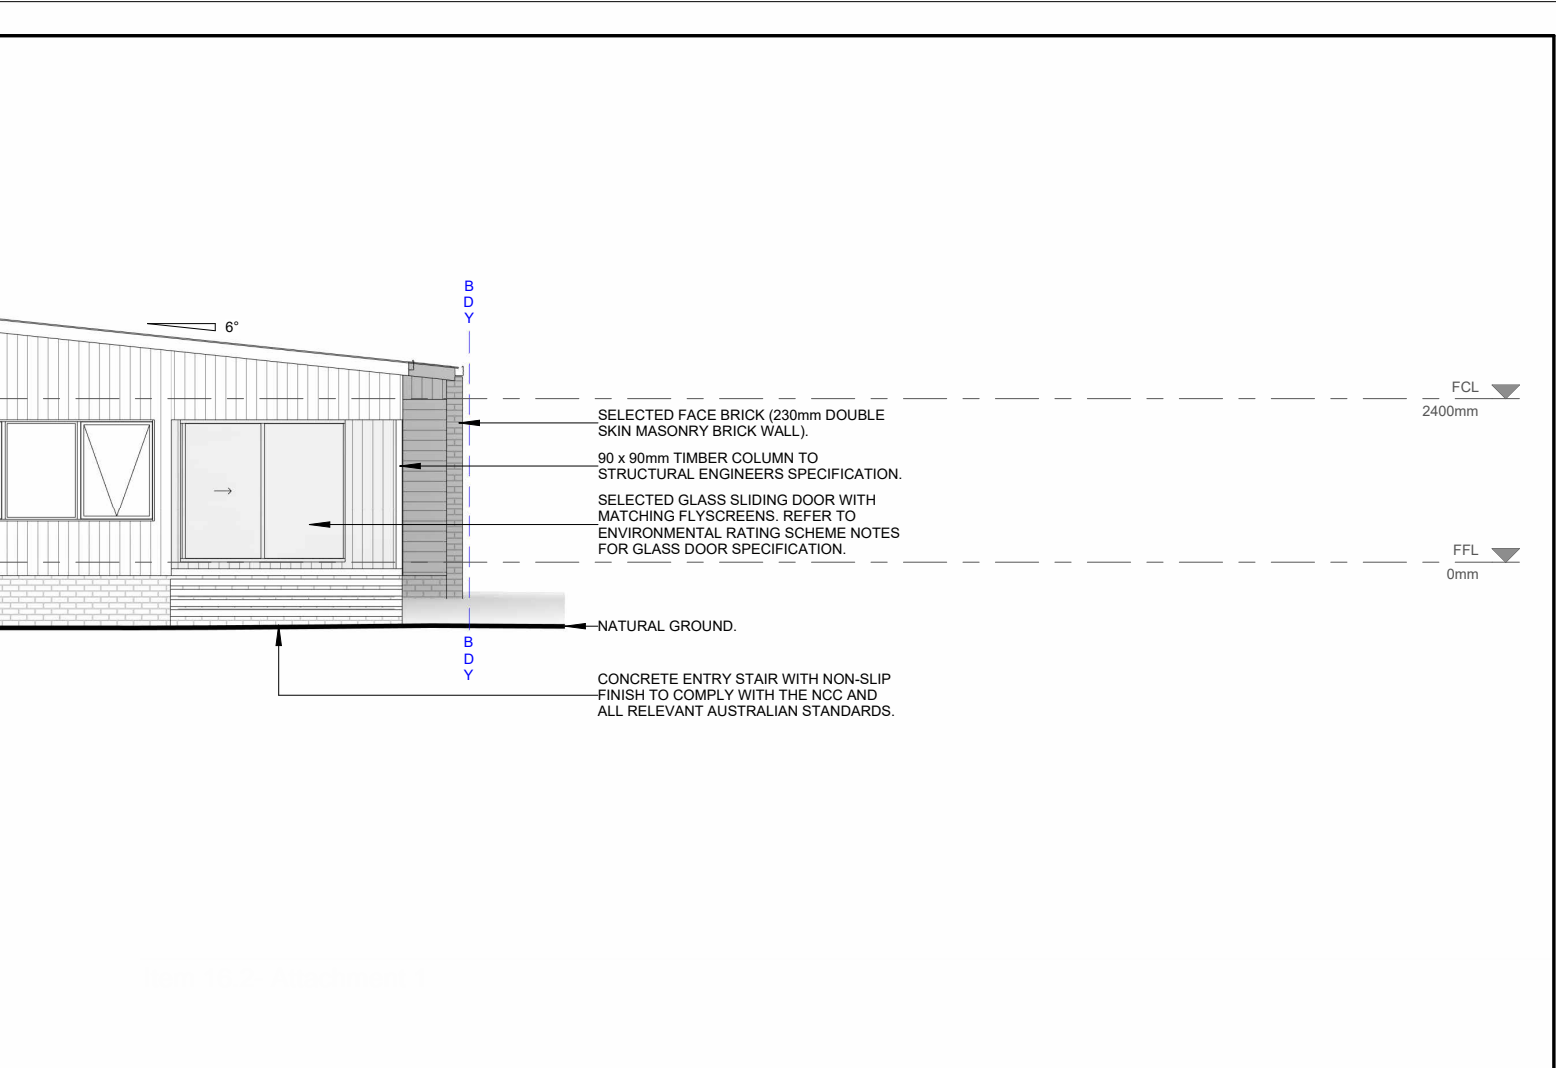 B
D
Y
6°
FCL
2400mm
SELECTED FACE BRICK (230mm DOUBLE
SKIN MASONRY BRICK WALL).
90 x 90mm TIMBER COLUMN TO
STRUCTURAL ENGINEERS SPECIFICATION.
SELECTED GLASS SLIDING DOOR WITH
MATCHING FLYSCREENS. REFER TO
ENVIRONMENTAL RATING SCHEME NOTES
FOR GLASS DOOR SPECIFICATION.
FFL
0mm
NATURAL GROUND.
B
D
Y
CONCRETE ENTRY STAIR WITH NON-SLIP
FINISH TO COMPLY WITH THE NCC AND
ALL RELEVANT AUSTRALIAN STANDARDS.